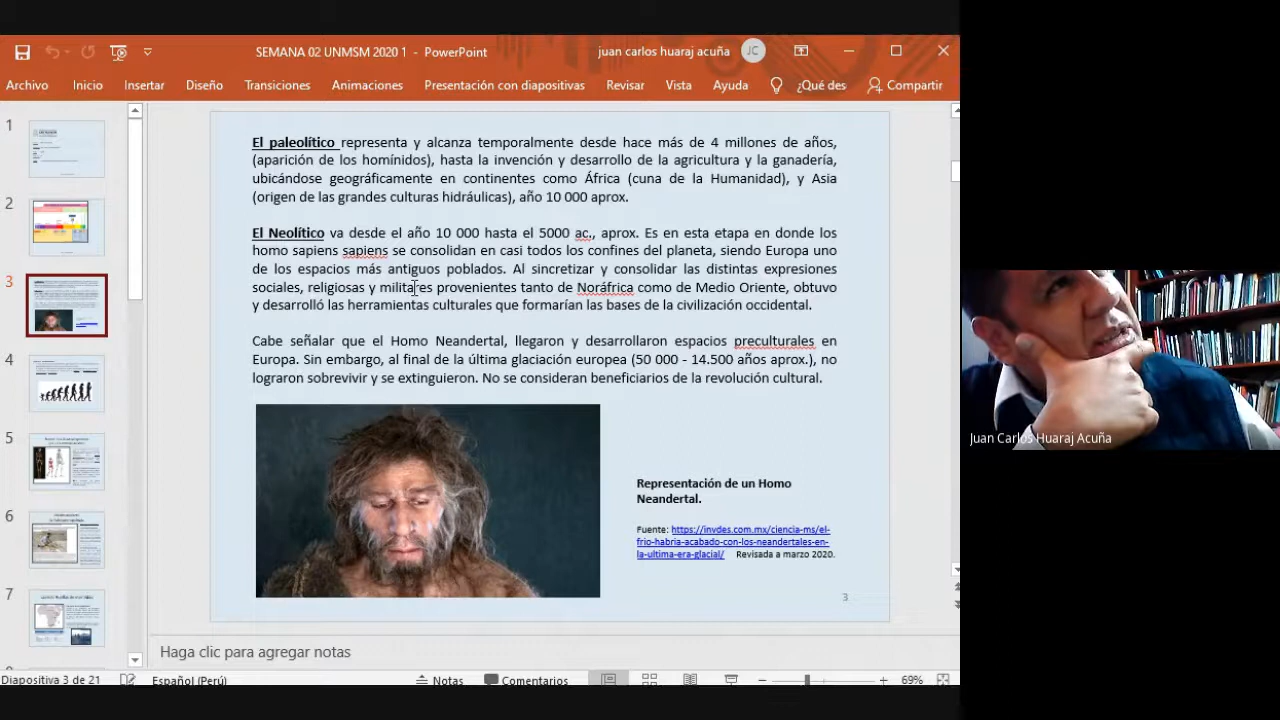 SEMANA 02 UNMSM 2020 1 - PowerPoint
juan carlos huaraj acuña
JC
Archivo Inicio Insertar Diseño Transiciones Animaciones Presentación con diapositivas Revisar Vista Ayuda ¿Qué des Compartir
1
2
3
4
5
6
7
El paleolítico representa y alcanza temporalmente desde hace más de 4 millones de años,
(aparición de los homínidos), hasta la invención y desarrollo de la agricultura y la ganadería,
ubicándose geográficamente en continentes como África (cuna de la Humanidad), y Asia
(origen de las grandes culturas hidráulicas), año 10 000 aprox.
El Neolítico va desde el año 10 000 hasta el 5000 ac., aprox. Es en esta etapa en donde los
homo sapiens sapiens se consolidan en casi todos los confines del planeta, siendo Europa uno
de los espacios más antiguos poblados. Al sincretizar y consolidar las distintas expresiones
sociales, religiosas y militares provenientes tanto de Noráfrica como de Medio Oriente, obtuvo
y desarrolló las herramientas culturales que formarían las bases de la civilización occidental.
Cabe señalar que el Homo Neandertal, llegaron y desarrollaron espacios preculturales en
Europa. Sin embargo, al final de la última glaciación europea (50 000 - 14.500 años aprox.), no
lograron sobrevivir y se extinguieron. No se consideran beneficiarios de la revolución cultural.
Representación de un Homo
Neandertal.
Fuente: https://invdes.com.mx/ciencia-ms/el-
frio-habria-acabado-con-los-neandertales-en-
la-ultima-era-glacial/ Revisada a marzo 2020.
3
Haga clic para agregar notas
Diapositiva 3 de 21 Español (Perú) Notas Comentarios 69%
Juan Carlos Huaraj Acuña